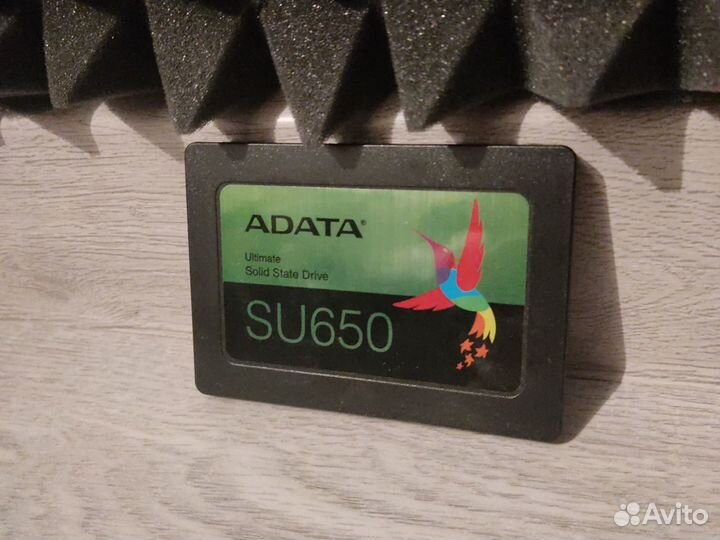 ADATA®
Ultimate
Solid State Drive
SU650
Avito